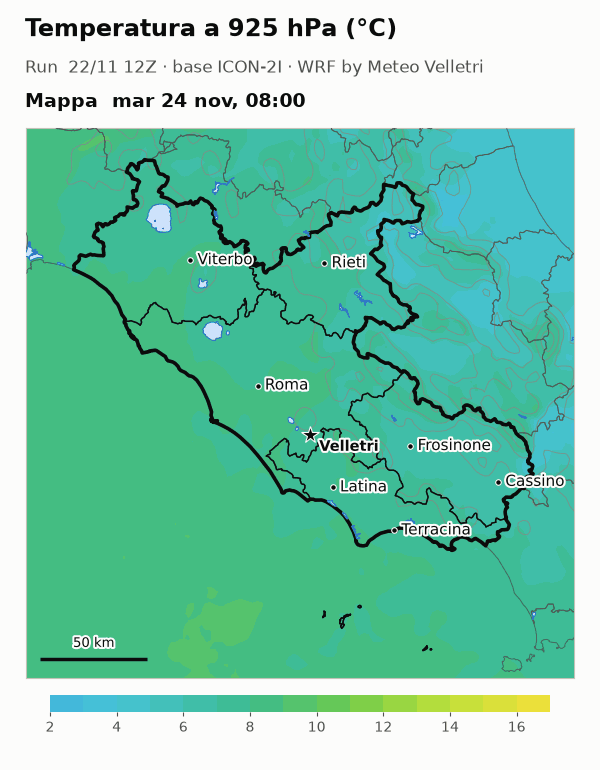 Temperatura a 925 hPa (°C)
Run  22/11 12Z · base ICON-2I · WRF by Meteo Velletri
Mappa  mar 24 nov, 08:00
Viterbo
Rieti
Roma
Velletri
Frosinone
Cassino
Latina
Terracina
50 km
2 4 6 8 10 12 14 16